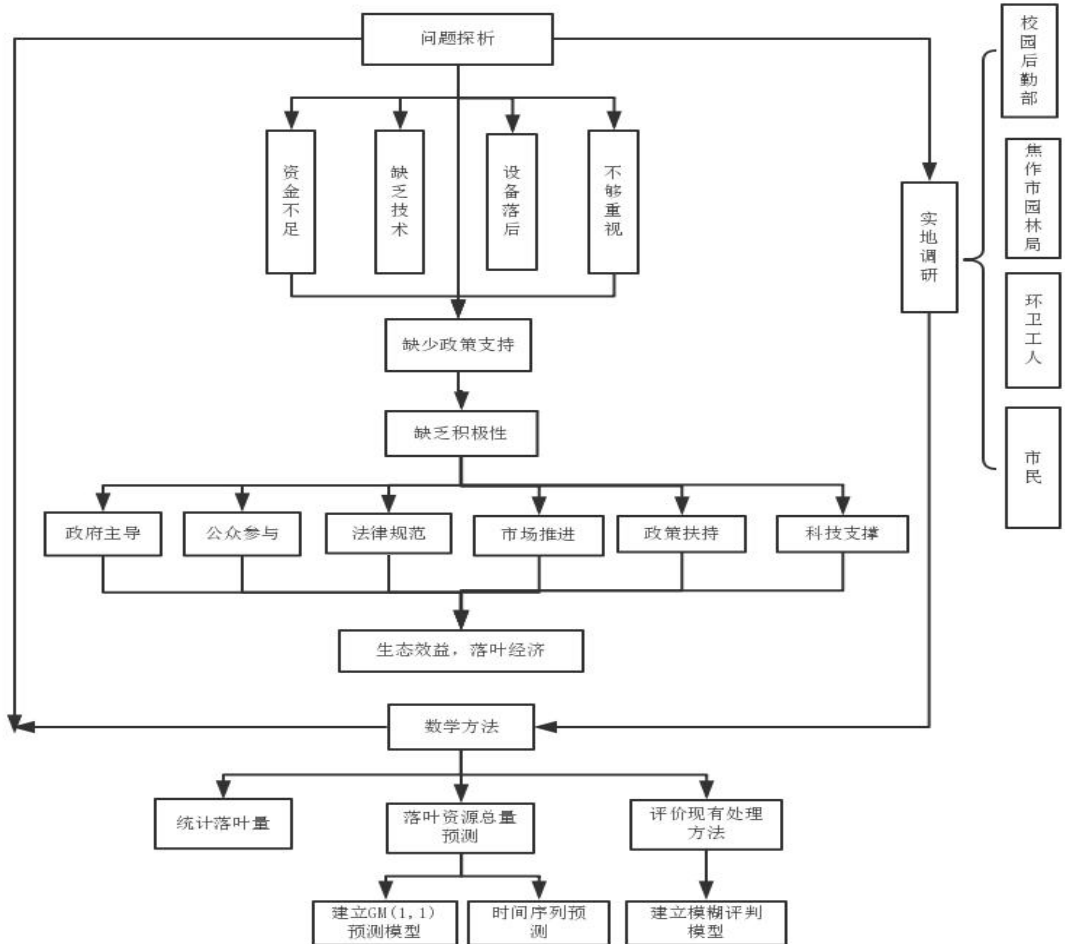 问题探析
校园后勤部
资金不足
缺乏技术
设备落后
不够重视
焦作市园林局
实地调研
环卫工人
市民
缺少政策支持
缺乏积极性
政府主导
公众参与
法律规范
市场推进
政策扶持
科技支撑
生态效益，落叶经济
数学方法
统计落叶量
落叶资源总量
预测
评价现有处理
方法
建立GM(1,1)
预测模型
时间序列预
测
建立模糊评判
模型